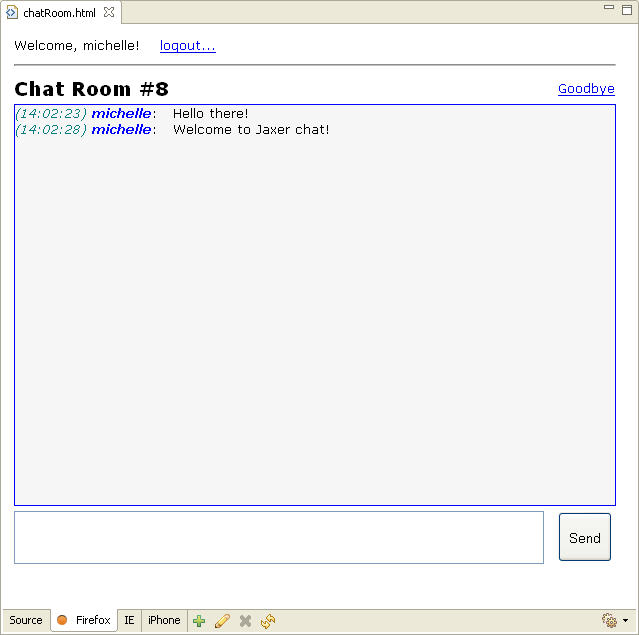 chatRoom.html
Welcome, michelle! logout...
Chat Room #8 Goodbye
(14:02:23) michelle: Hello there!
(14:02:28) michelle: Welcome to Jaxer chat!
Send
Source Firefox IE iPhone